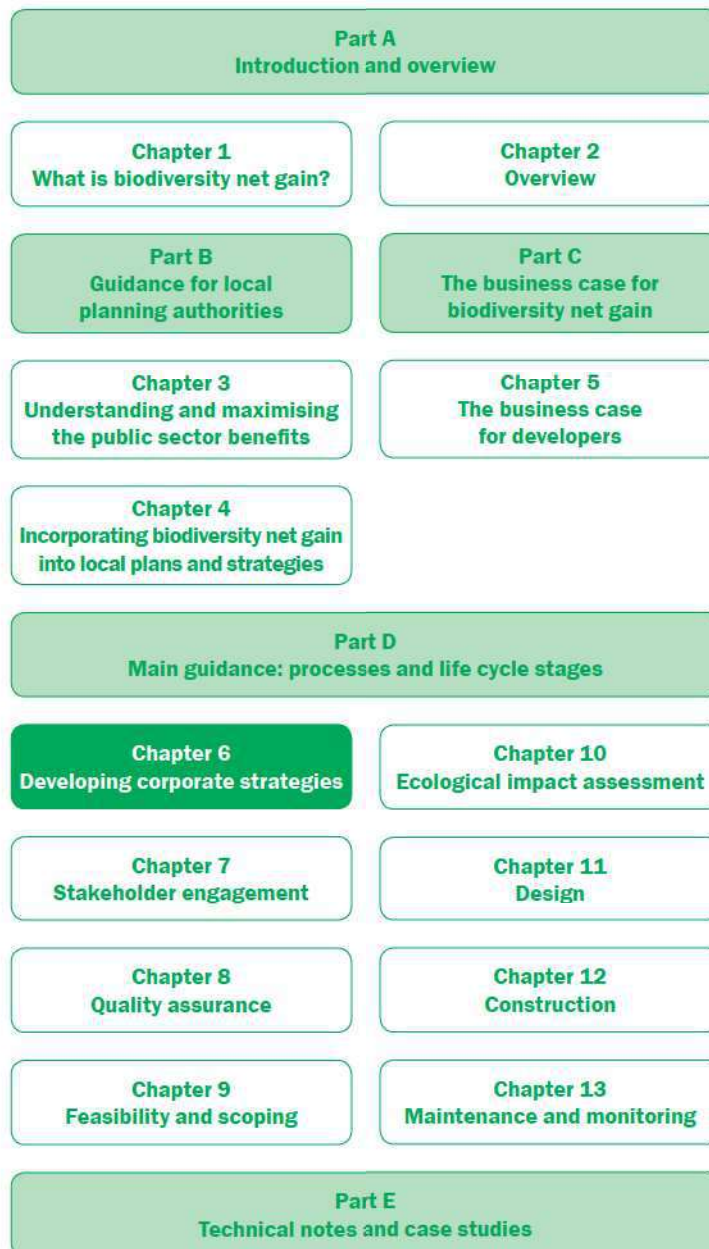 Part A
Introduction and overview
Chapter 1
What is biodiversity net gain?
Chapter 2
Overview
Part B
Guidance for local
planning authorities
Part C
The business case for
biodiversity net gain
Chapter 3
Understanding and maximising
the public sector benefits
Chapter 5
The business case
for developers
Chapter 4
Incorporating biodiversity net gain
into local plans and strategies
Part D
Main guidance: processes and life cycle stages
Chapter 6
Developing corporate strategies
Chapter 10
Ecological impact assessment
Chapter 7
Stakeholder engagement
Chapter 11
Design
Chapter 8
Quality assurance
Chapter 12
Construction
Chapter 9
Feasibility and scoping
Chapter 13
Maintenance and monitoring
Part E
Technical notes and case studies